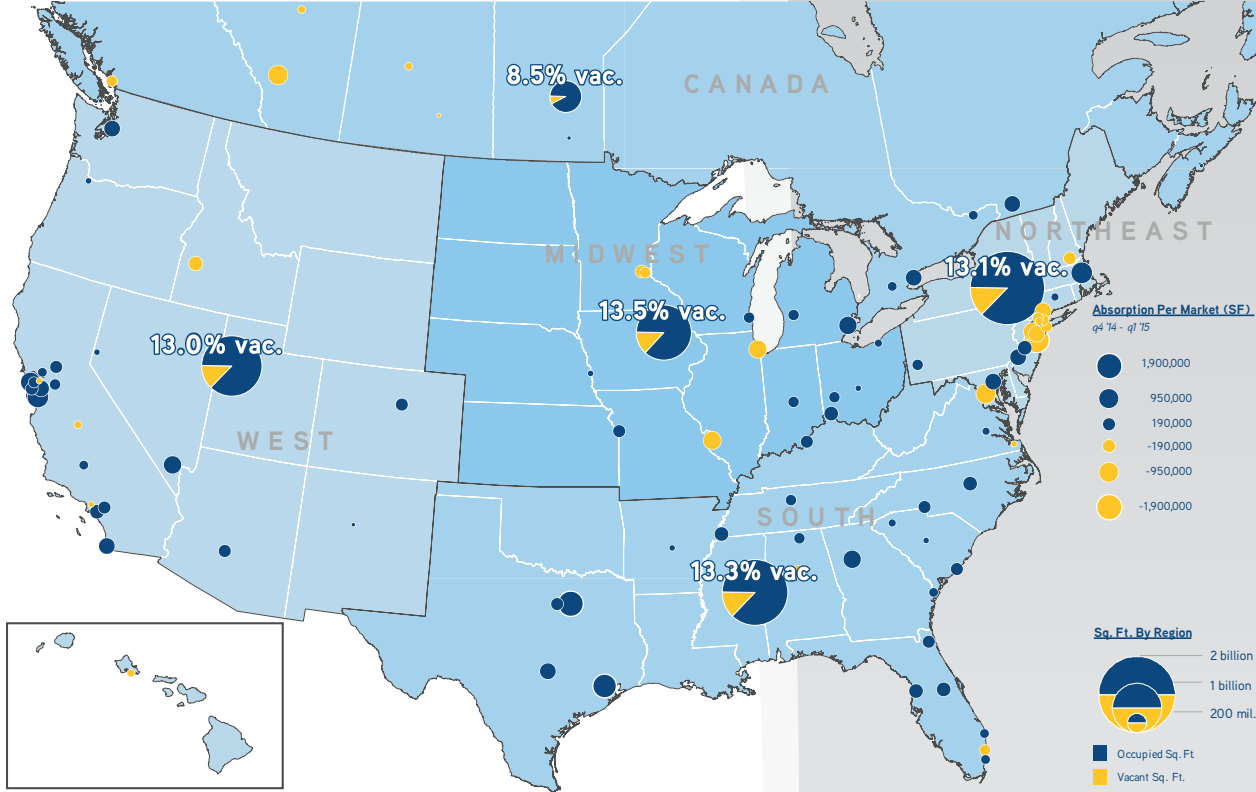 8.5% vac.
CANADA
NORTHEAST
MIDWEST
13.1% vac.
13.5% vac.
13.0% vac.
WEST
SOUTH
13.3% vac.
Absorption Per Market (SF)
q4 '14 - q1 '15
1,900,000
950,000
190,000
-190,000
-950,000
-1,900,000
Sq. Ft. By Region
2 billion
1 billion
200 mil.
Occupied Sq. Ft
Vacant Sq. Ft.